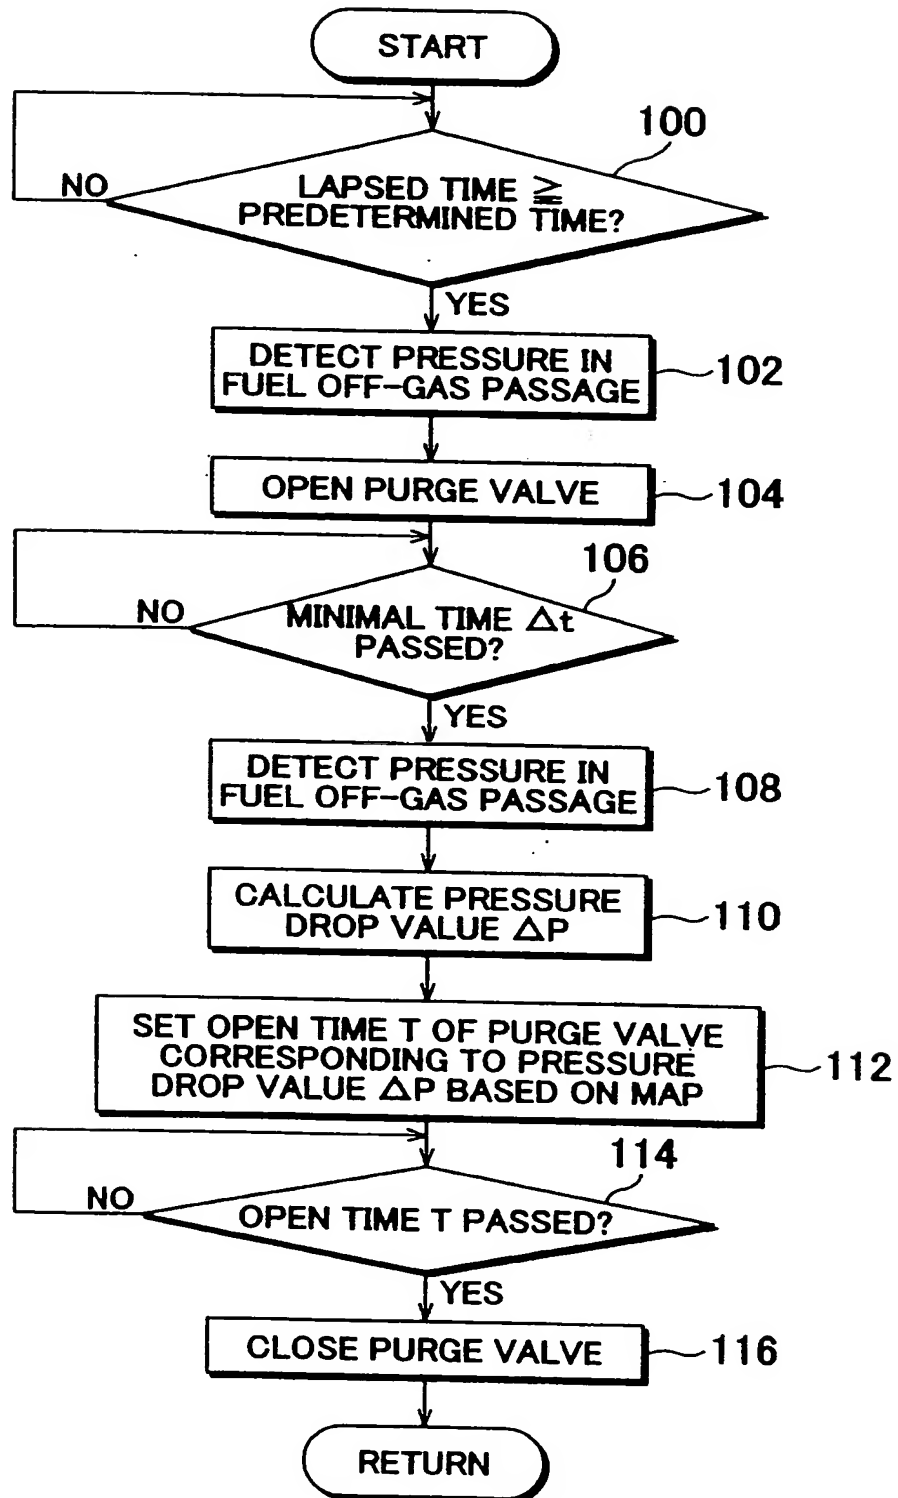 START
100
NO
LAPSED TIME ≧
PREDETERMINED TIME?
YES
DETECT PRESSURE IN
FUEL OFF-GAS PASSAGE
102
OPEN PURGE VALVE
104
106
NO
MINIMAL TIME Δt
PASSED?
YES
DETECT PRESSURE IN
FUEL OFF-GAS PASSAGE
108
CALCULATE PRESSURE
DROP VALUE ΔP
110
SET OPEN TIME T OF PURGE VALVE
CORRESPONDING TO PRESSURE
DROP VALUE ΔP BASED ON MAP
112
114
NO
OPEN TIME T PASSED?
YES
CLOSE PURGE VALVE
116
RETURN